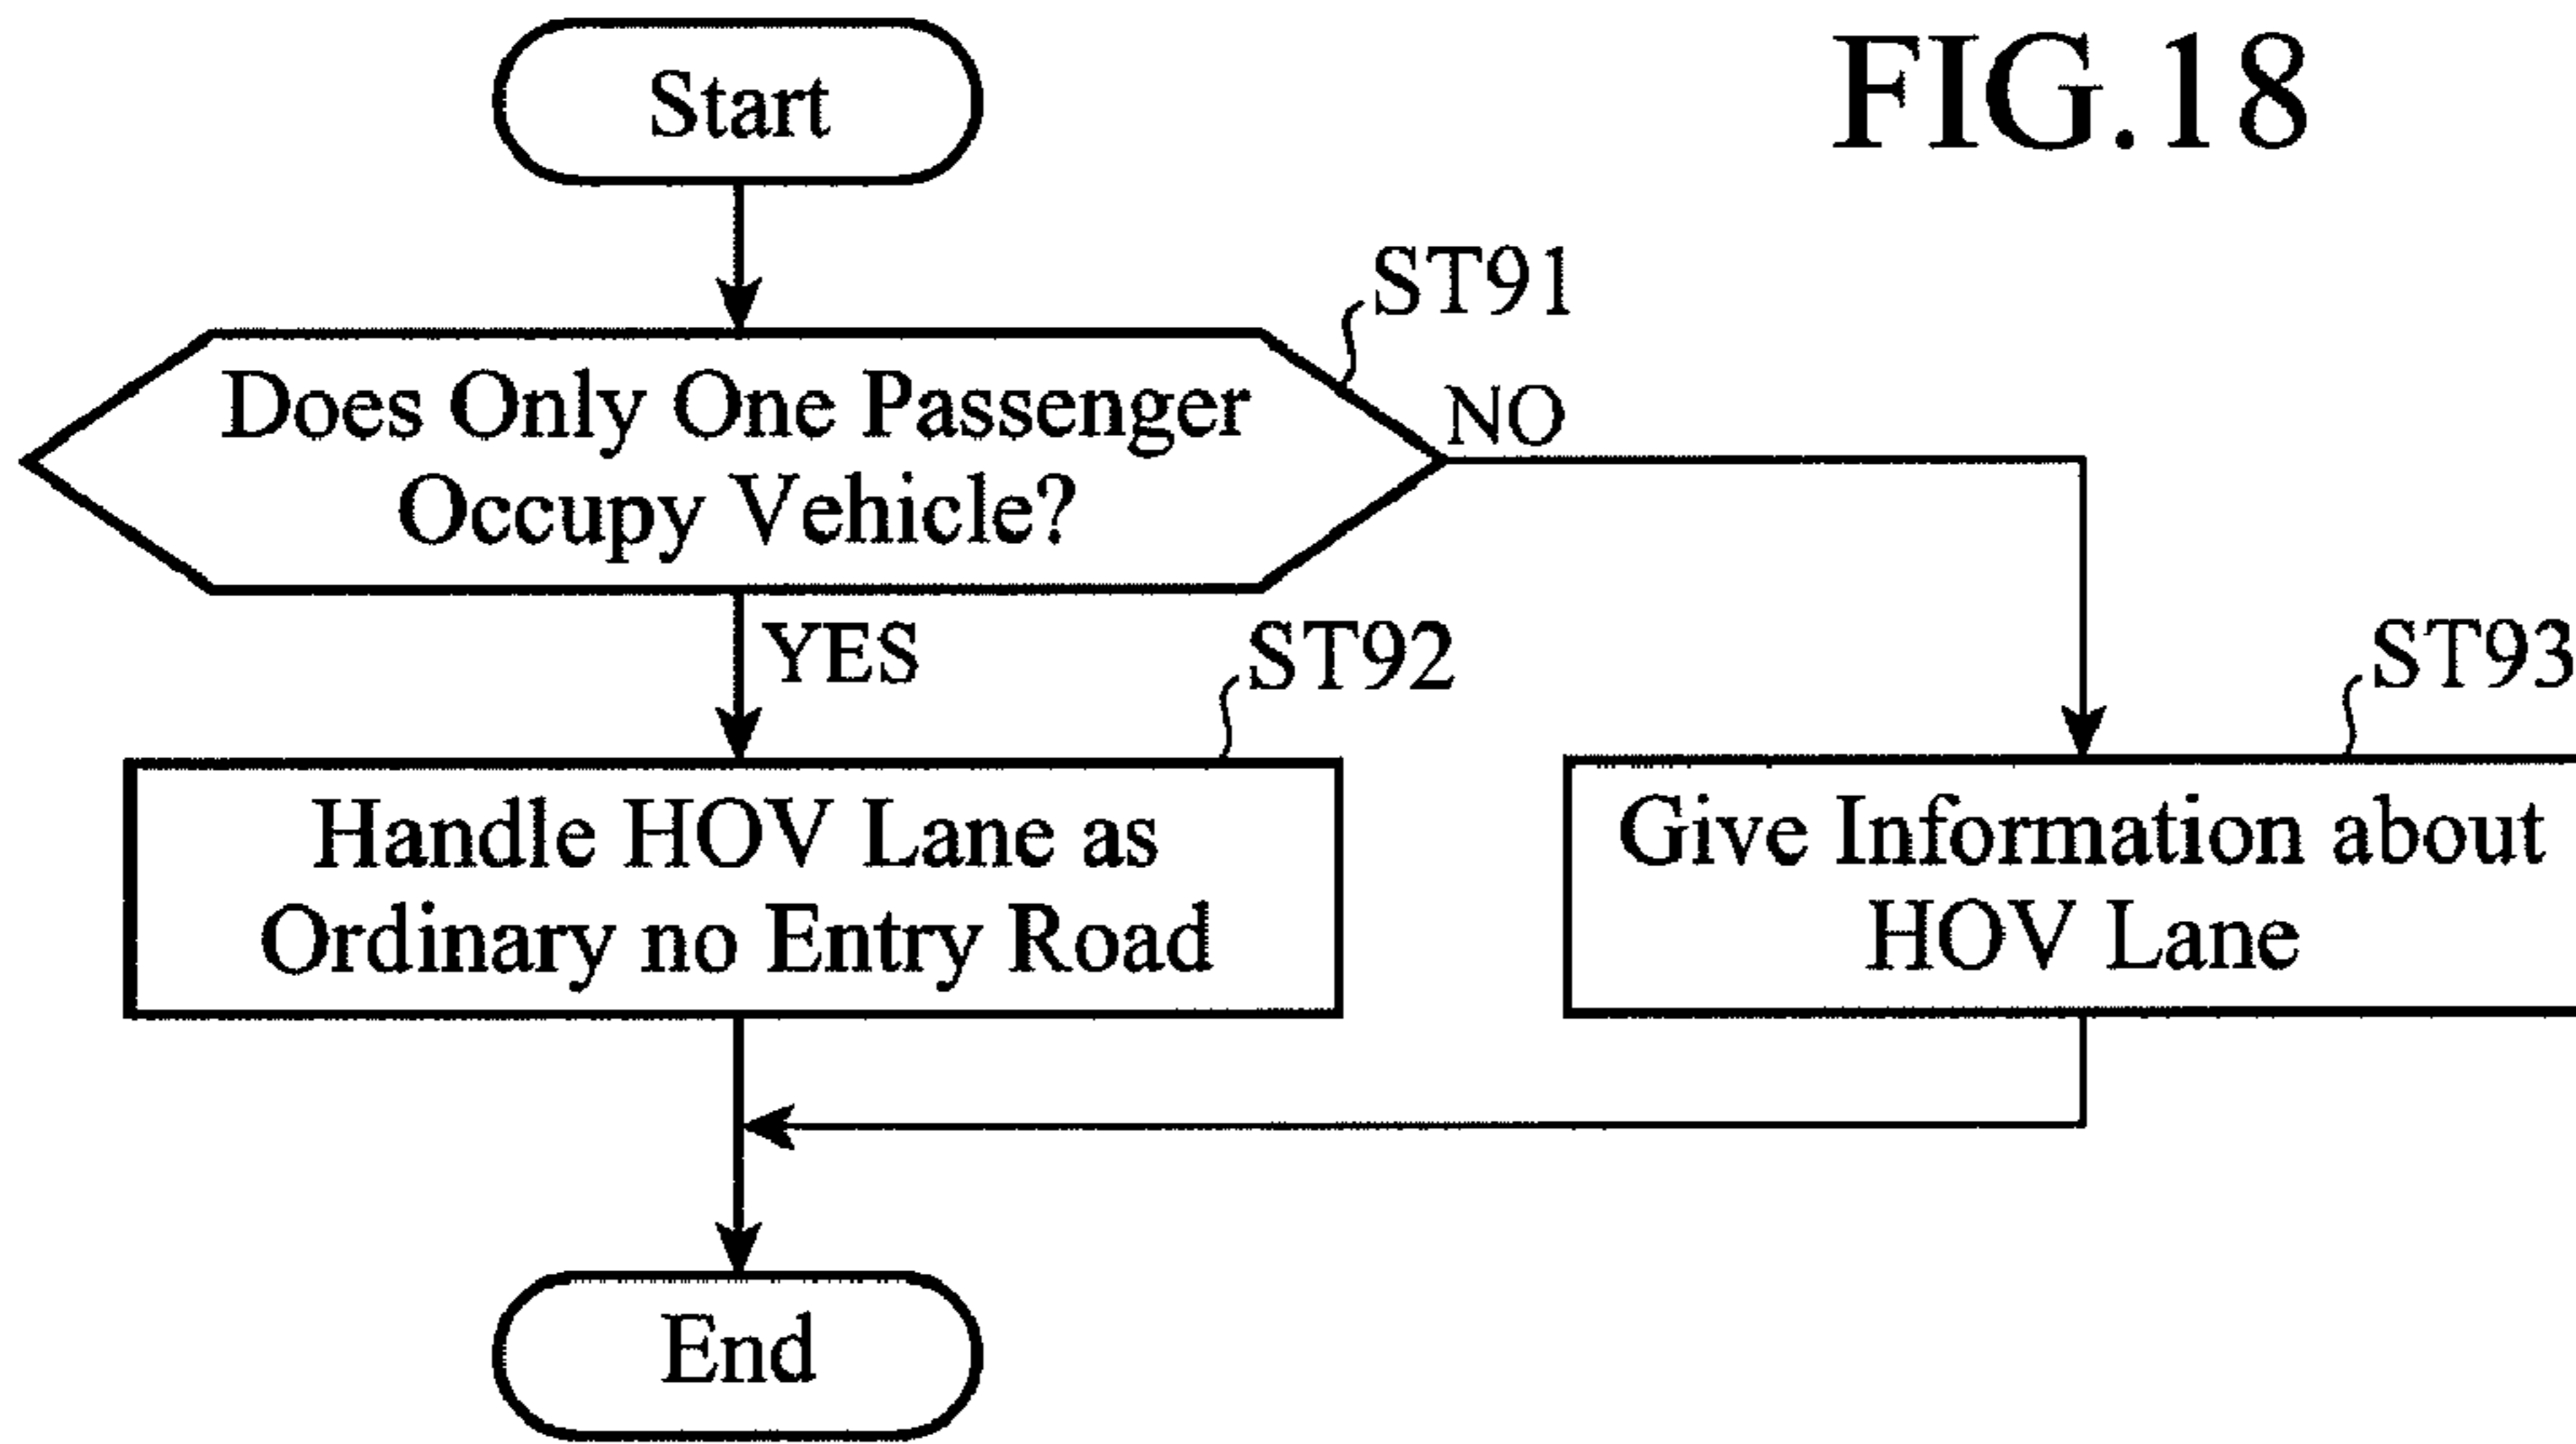 FIG.18
Start
ST91
Does Only One Passenger
Occupy Vehicle?
NO
YES
ST92
Handle HOV Lane as
Ordinary no Entry Road
ST93
Give Information about
HOV Lane
End